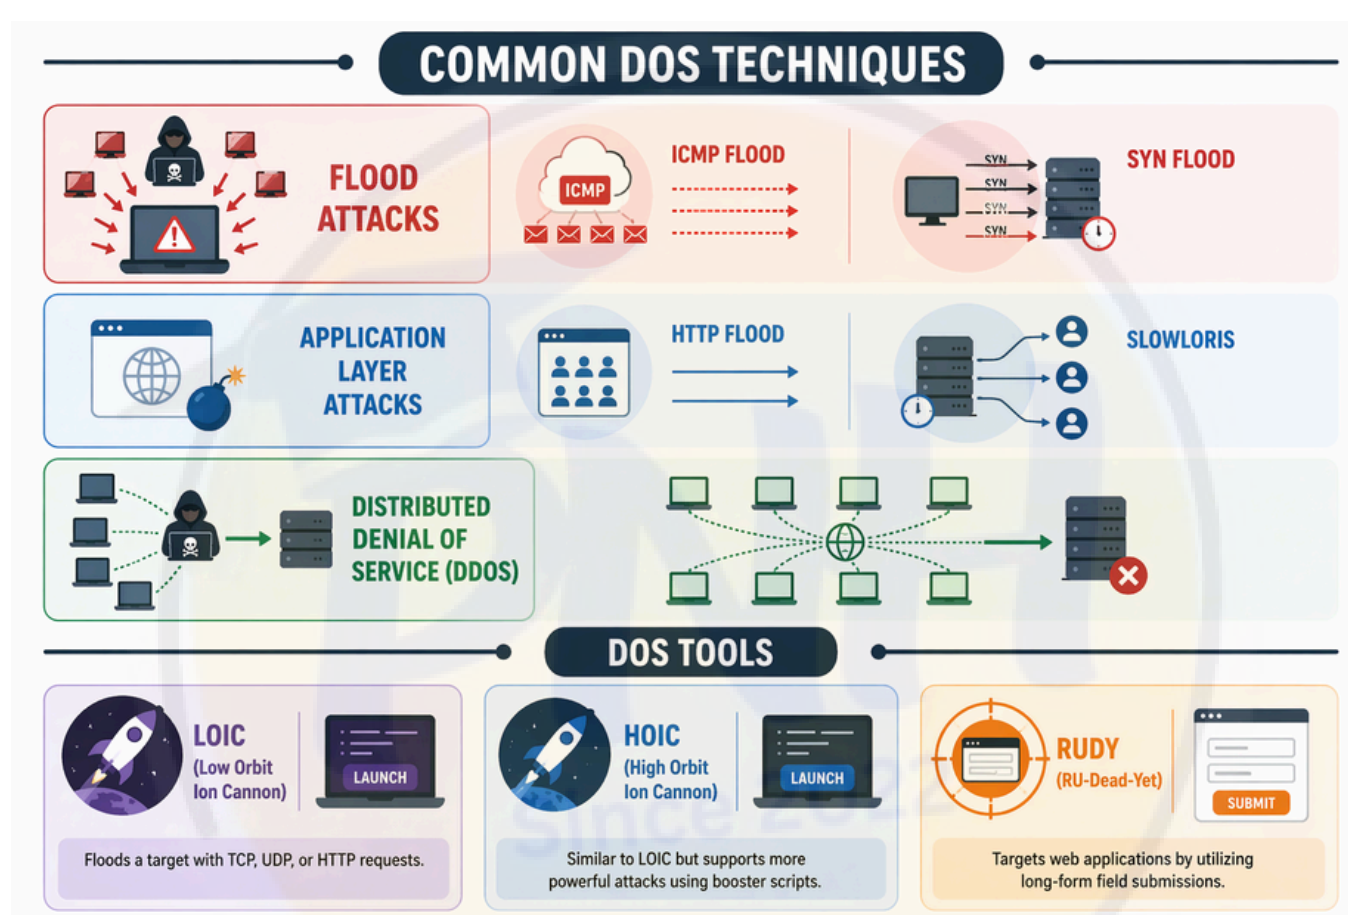 COMMON DOS TECHNIQUES
FLOOD
ATTACKS
ICMP
ICMP FLOOD
SYN
SYN
SYN
SYN
SYN FLOOD
APPLICATION
LAYER
ATTACKS
HTTP FLOOD
SLOWLORIS
DISTRIBUTED
DENIAL OF
SERVICE (DDOS)
DOS TOOLS
LOIC
(Low Orbit
Ion Cannon)
LAUNCH
Floods a target with TCP, UDP, or HTTP requests.
HOIC
(High Orbit
Ion Cannon)
LAUNCH
Similar to LOIC but supports more
powerful attacks using booster scripts.
RUDY
(RU-Dead-Yet)
SUBMIT
Targets web applications by utilizing
long-form field submissions.
PNH
Since 2022